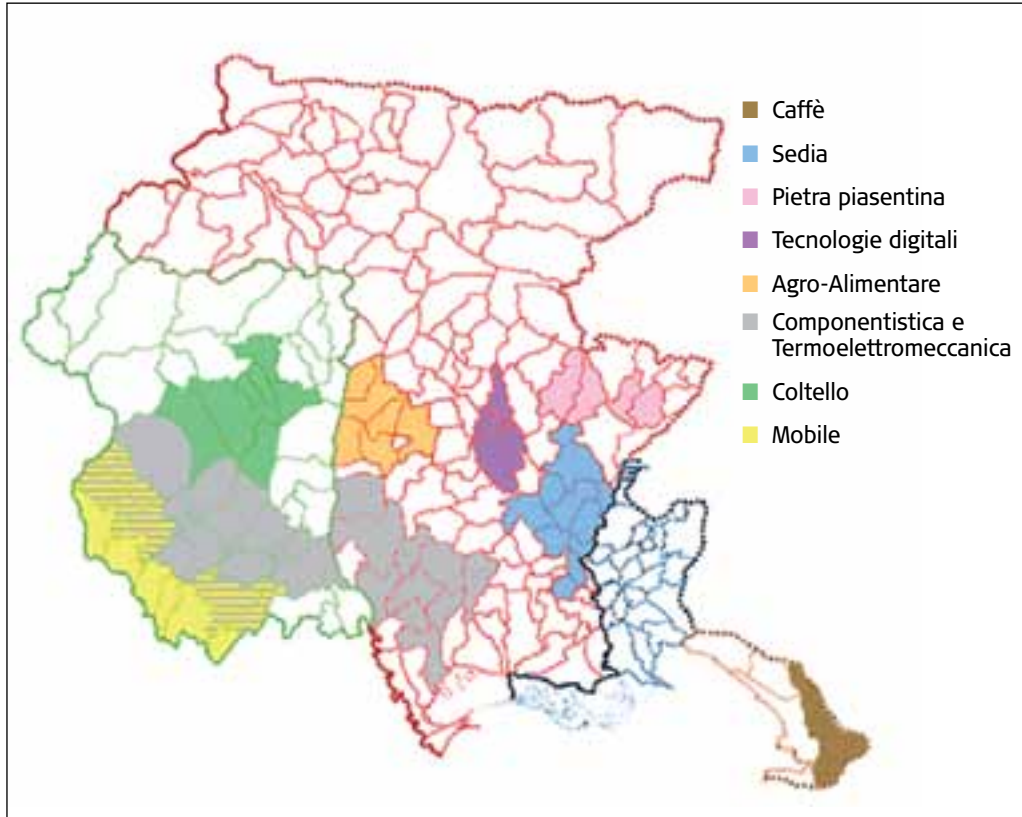 Caffè
Sedia
Pietra piasentina
Tecnologie digitali
Agro-Alimentare
Componentistica e
Termoelettromeccanica
Coltello
Mobile